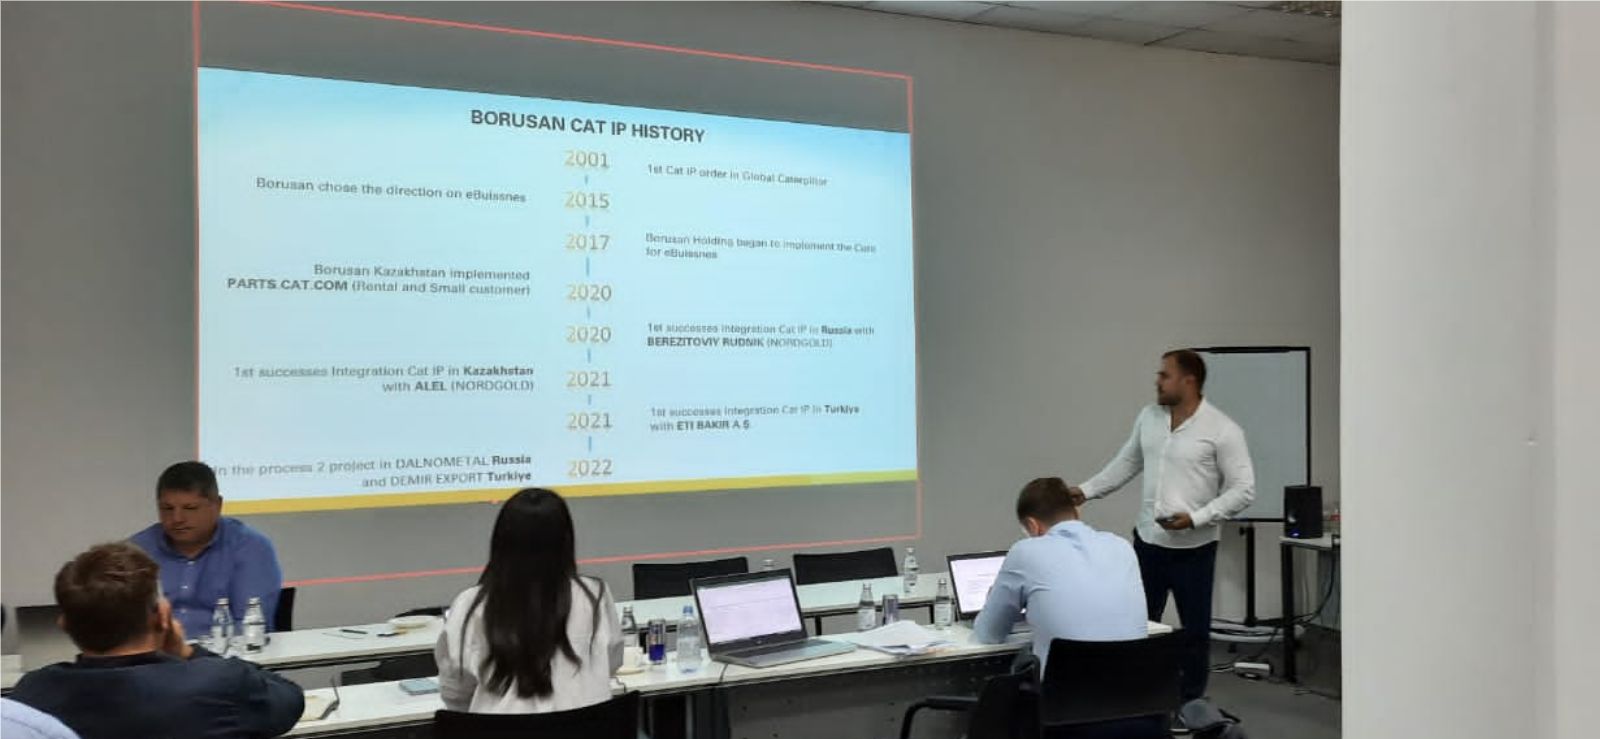 BORUSAN CAT IP HISTORY
2001
1st Cat IP order in Global Caterpillar
Borusan chose the direction on eBuissnes
2015
2017
Borusan Holding began to implement the Core
for eBuissnes
Borusan Kazakhstan implemented
PARTS.CAT.COM (Rental and Small customer)
2020
2020
1st successes Integration Cat IP in Russia with
BEREZITOVIY RUDNIK (NORDGOLD)
1st successes Integration Cat IP in Kazakhstan
with ALEL (NORDGOLD)
2021
2021
1st successes Integration Cat IP in Turkiye
with ETI BAKIR A.S.
In the process 2 project in DALNOMETAL Russia
and DEMIR EXPORT Turkiye
2022